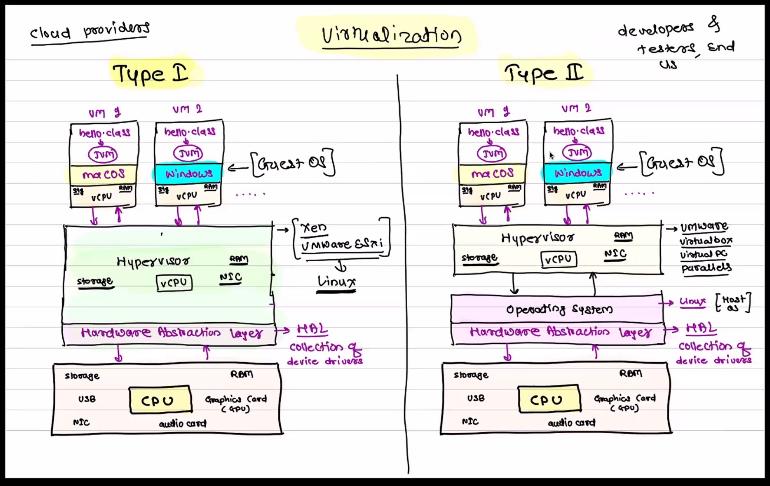 Cloud providers
Virtualization
developers &
testers, End
us
Type I
VM 1
VM 2
hello.class
hello.class
JVM
JVM
macOS
Windows
[Guest OS]
RAM
RAM
vCPU
vCPU
.....
Hypervisor
RAM
storage
vCPU
NIC
Xen
VMWare ESXi
Linux
Hardware Abstraction Layer
HAL
collection of
device drivers
storage
RAM
USB
CPU
Graphics Card
(GPU)
NIC
audio card
Type II
VM 1
VM 2
hello.class
hello.class
JVM
JVM
macOS
Windows
[Guest OS]
RAM
RAM
vCPU
vCPU
.....
Hypervisor
RAM
storage
vCPU
NIC
VMware
virtualbox
virtual PC
parallels
Operating System
Linux [Host
OS]
Hardware Abstraction Layer
HAL
collection of
device drivers
storage
RAM
USB
CPU
Graphics Card
(GPU)
NIC
audio card